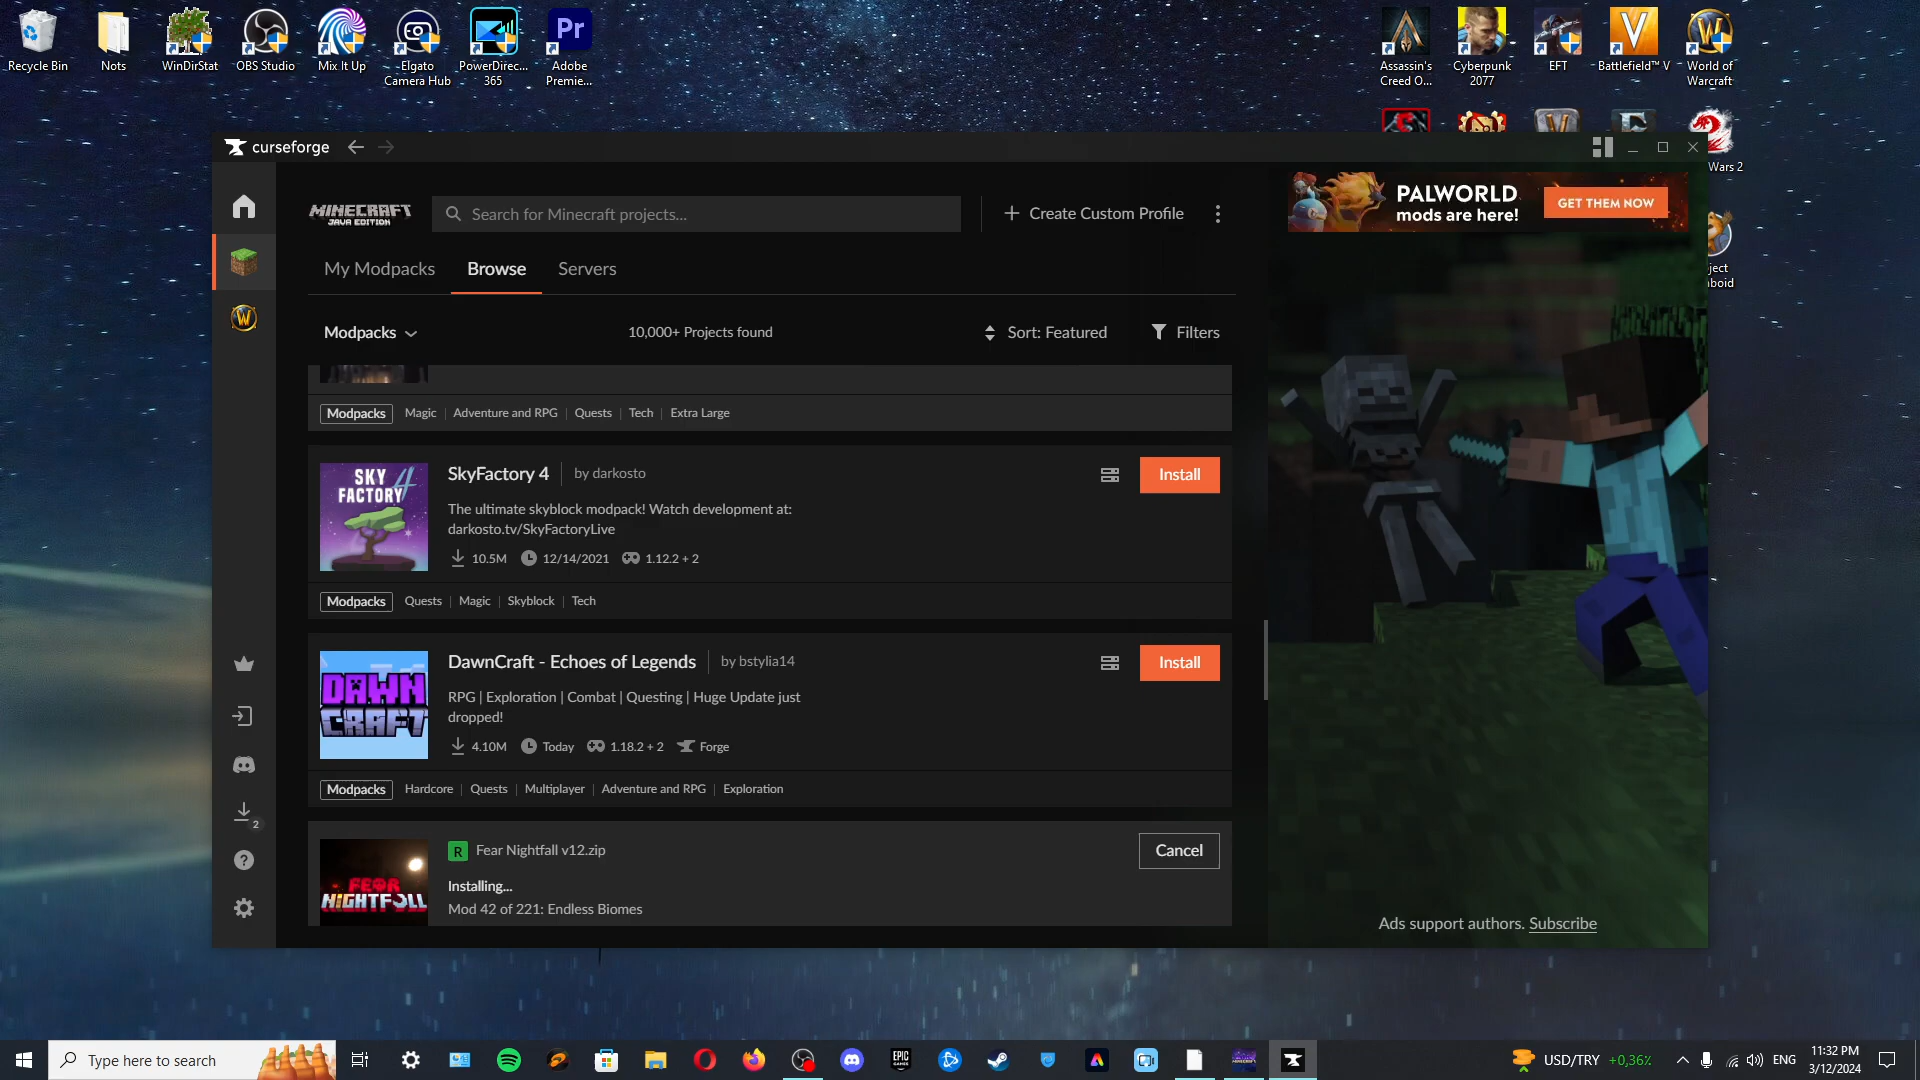 Recycle Bin
Nots
WinDirStat
OBS Studio
Mix It Up
Elgato
Camera Hub
PowerDirec...
365
Pr
Adobe
Premie...
Assassin's
Creed O...
Cyberpunk
2077
EFT
Battlefield™ V
World of
Warcraft
Wars 2
ject
boid
curseforge
MINECRAFT
JAVA EDITION
Search for Minecraft projects...
Create Custom Profile
PALWORLD
mods are here!
GET THEM NOW
My Modpacks
Browse
Servers
Modpacks
10,000+ Projects found
Sort: Featured
Filters
Modpacks
Magic
Adventure and RPG
Quests
Tech
Extra Large
SKY
FACTORY 4
SkyFactory 4
by darkosto
Install
The ultimate skyblock modpack! Watch development at:
darkosto.tv/SkyFactoryLive
10.5M
12/14/2021
1.12.2 + 2
Modpacks
Quests
Magic
Skyblock
Tech
DAWN
CRAFT
DawnCraft - Echoes of Legends
by bstylia14
Install
RPG | Exploration | Combat | Questing | Huge Update just
dropped!
4.10M
Today
1.18.2 + 2
Forge
Modpacks
Hardcore
Quests
Multiplayer
Adventure and RPG
Exploration
FEAR
NIGHTFALL
R
Fear Nightfall v12.zip
Cancel
Installing...
Mod 42 of 221: Endless Biomes
2
Ads support authors. Subscribe
Type here to search
EPIC
GAMES
USD/TRY +0,36%
ENG
11:32 PM
3/12/2024